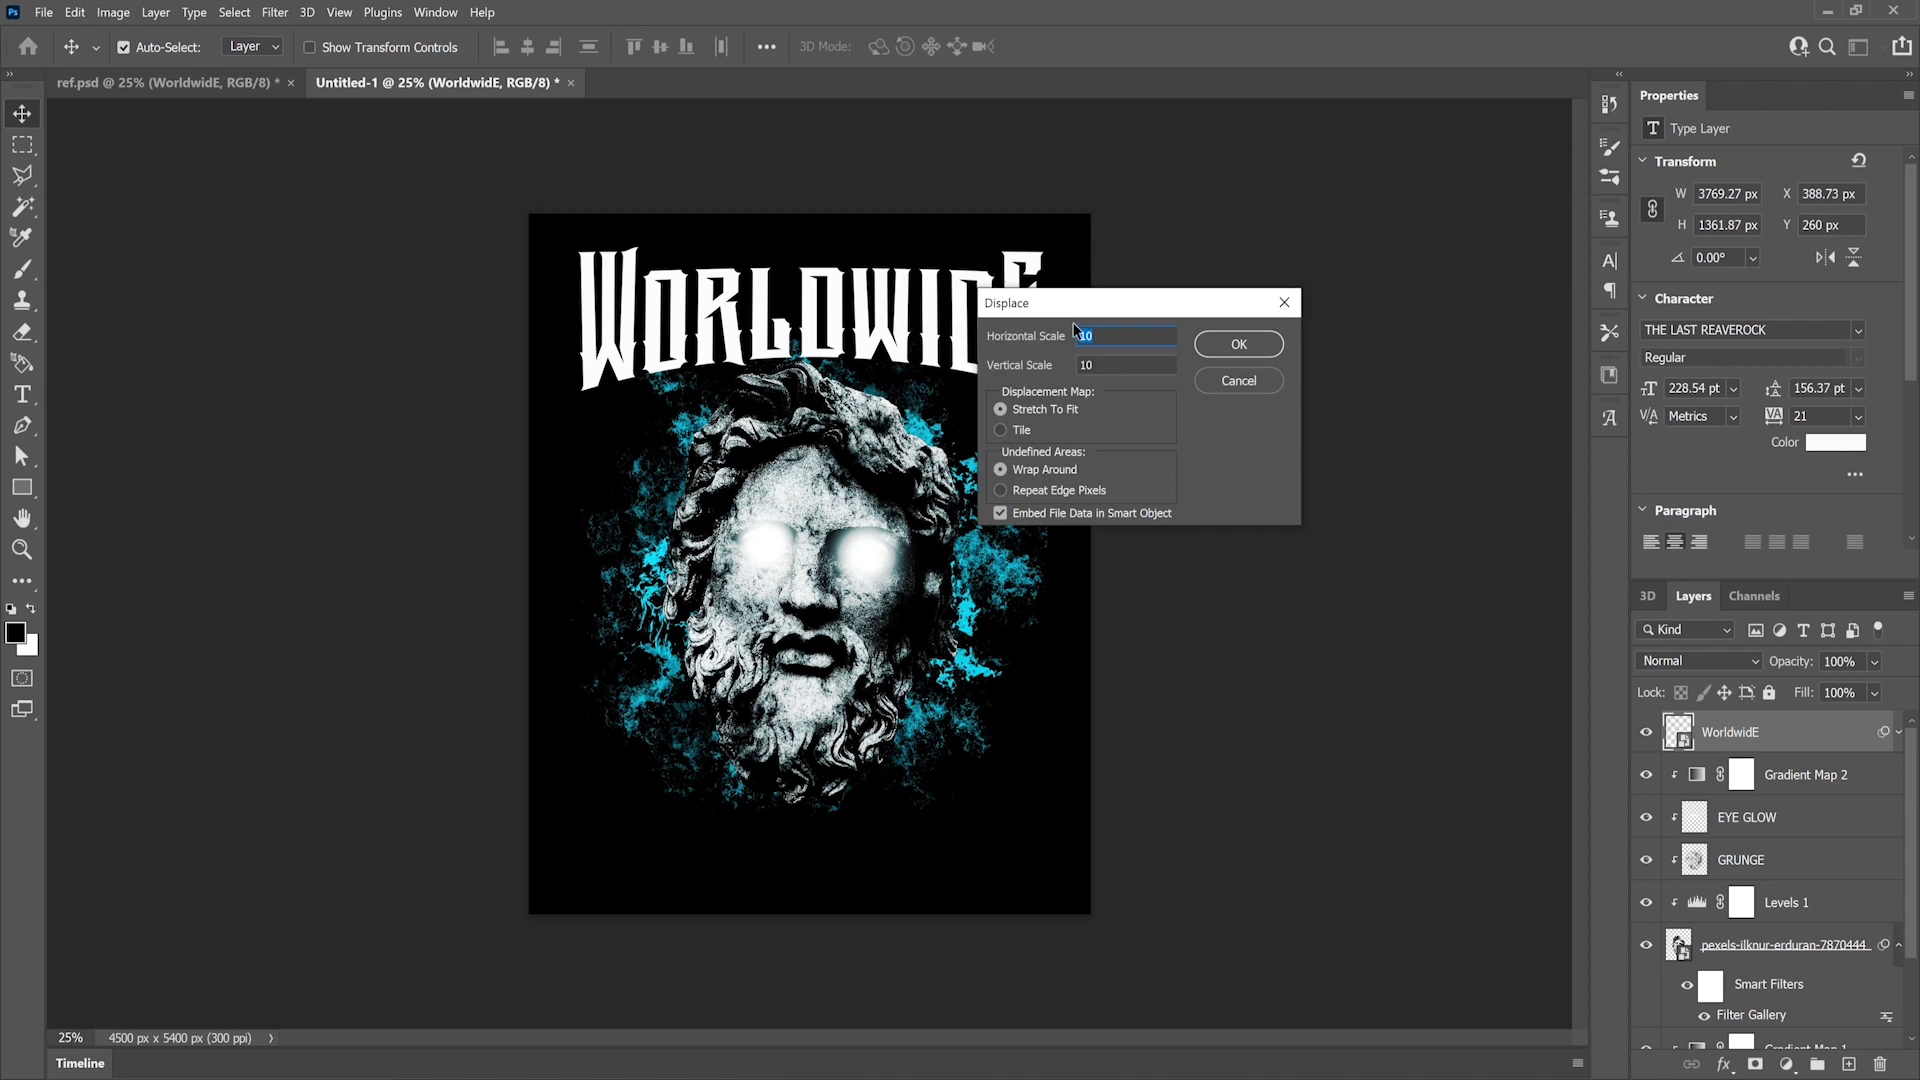 Ps File Edit Image Layer Type Select Filter 3D View Plugins Window Help
Auto-Select: Layer Show Transform Controls 3D Mode:
ref.psd @ 25% (WorldwidE, RGB/8) * × Untitled-1 @ 25% (WorldwidE, RGB/8) * ×
WORLDWIDE
Displace
Horizontal Scale 10
Vertical Scale 10
OK
Cancel
Displacement Map:
Stretch To Fit
Tile
Undefined Areas:
Wrap Around
Repeat Edge Pixels
Embed File Data in Smart Object
Properties
T Type Layer
Transform
W 3769.27 px X 388.73 px
H 1361.87 px Y 260 px
0.00°
Character
THE LAST REAVEROCK
Regular
228.54 pt 156.37 pt
V/A Metrics VA 21
Color
Paragraph
3D Layers Channels
Kind
Normal Opacity: 100%
Lock: Fill: 100%
WorldwidE
Gradient Map 2
EYE GLOW
GRUNGE
Levels 1
pexels-ilknur-erduran-7870444
Smart Filters
Filter Gallery
Gradient Map 1
25% 4500 px x 5400 px (300 ppi)
Timeline